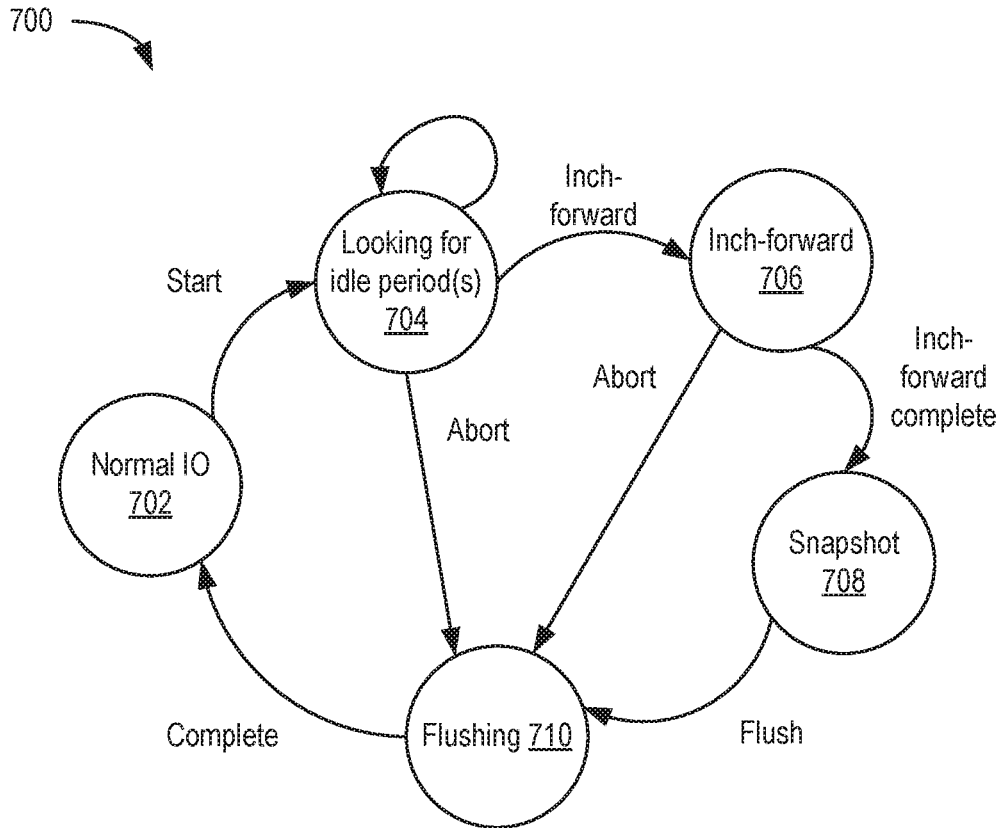 700
Inch-
forward
Looking for
idle period(s)
704
Inch-forward
706
Start
Inch-
forward
complete
Abort
Abort
Normal IO
702
Snapshot
708
Complete
Flushing 710
Flush